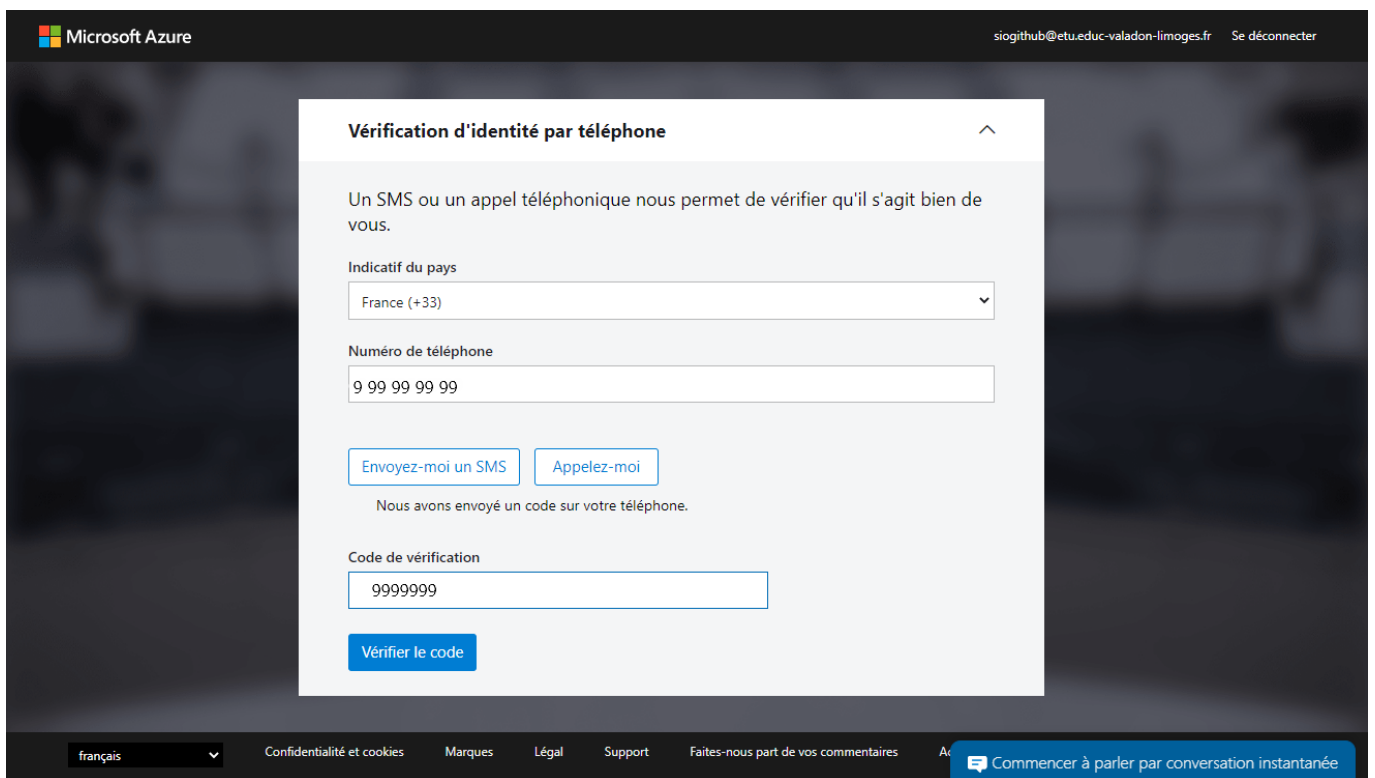 Microsoft Azure
siogithub@etu.educ-valadon-limoges.fr Se déconnecter
Vérification d'identité par téléphone
Un SMS ou un appel téléphonique nous permet de vérifier qu'il s'agit bien de
vous.
Indicatif du pays
France (+33)
Numéro de téléphone
9 99 99 99 99
Envoyez-moi un SMS Appelez-moi
Nous avons envoyé un code sur votre téléphone.
Code de vérification
9999999
Vérifier le code
français Confidentialité et cookies Marques Légal Support Faites-nous part de vos commentaires
Commencer à parler par conversation instantanée